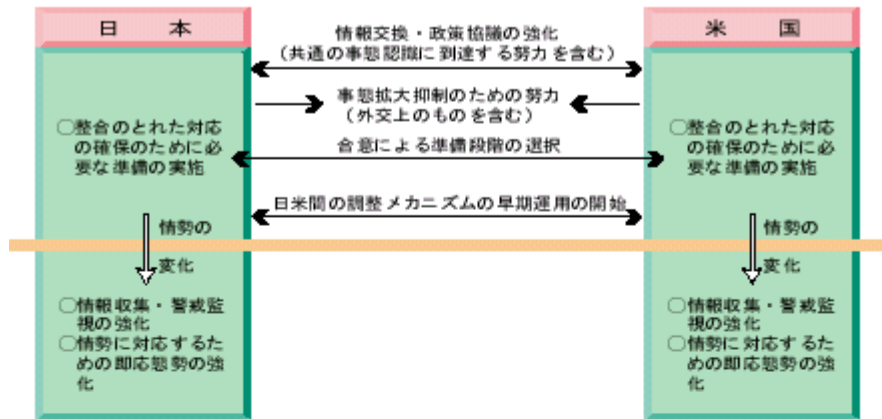 日本
情報交換・政策協議の強化
(共通の事態認識に到達する努力を含む)
米国
事態拡大抑制のための努力
(外交上のものを含む)
○整合のとれた対応
の確保のために必
要な準備の実施
合意による準備段階の選択
○整合のとれた対応
の確保のために必
要な準備の実施
日米間の調整メカニズムの早期運用の開始
情勢の
変化
情勢の
変化
○情報収集・警戒監
視の強化
○情勢に対応するた
めの即応態勢の強
化
○情報収集・警戒監
視の強化
○情勢に対応するた
めの即応態勢の強
化